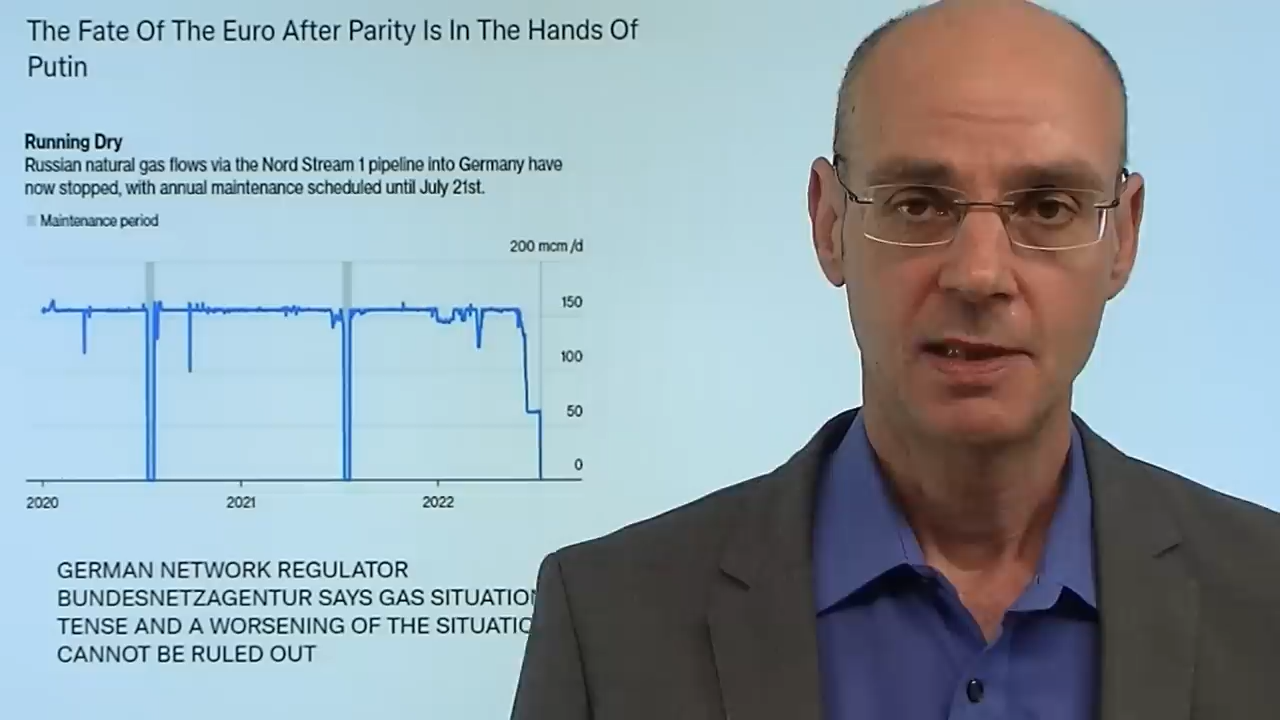 The Fate Of The Euro After Parity Is In The Hands Of
Putin
Running Dry
Russian natural gas flows via the Nord Stream 1 pipeline into Germany have
now stopped, with annual maintenance scheduled until July 21st.
Maintenance period
200 mcm /d
150
100
50
0
2020 2021 2022
GERMAN NETWORK REGULATOR
BUNDESNETZAGENTUR SAYS GAS SITUATION
TENSE AND A WORSENING OF THE SITUATIO
CANNOT BE RULED OUT